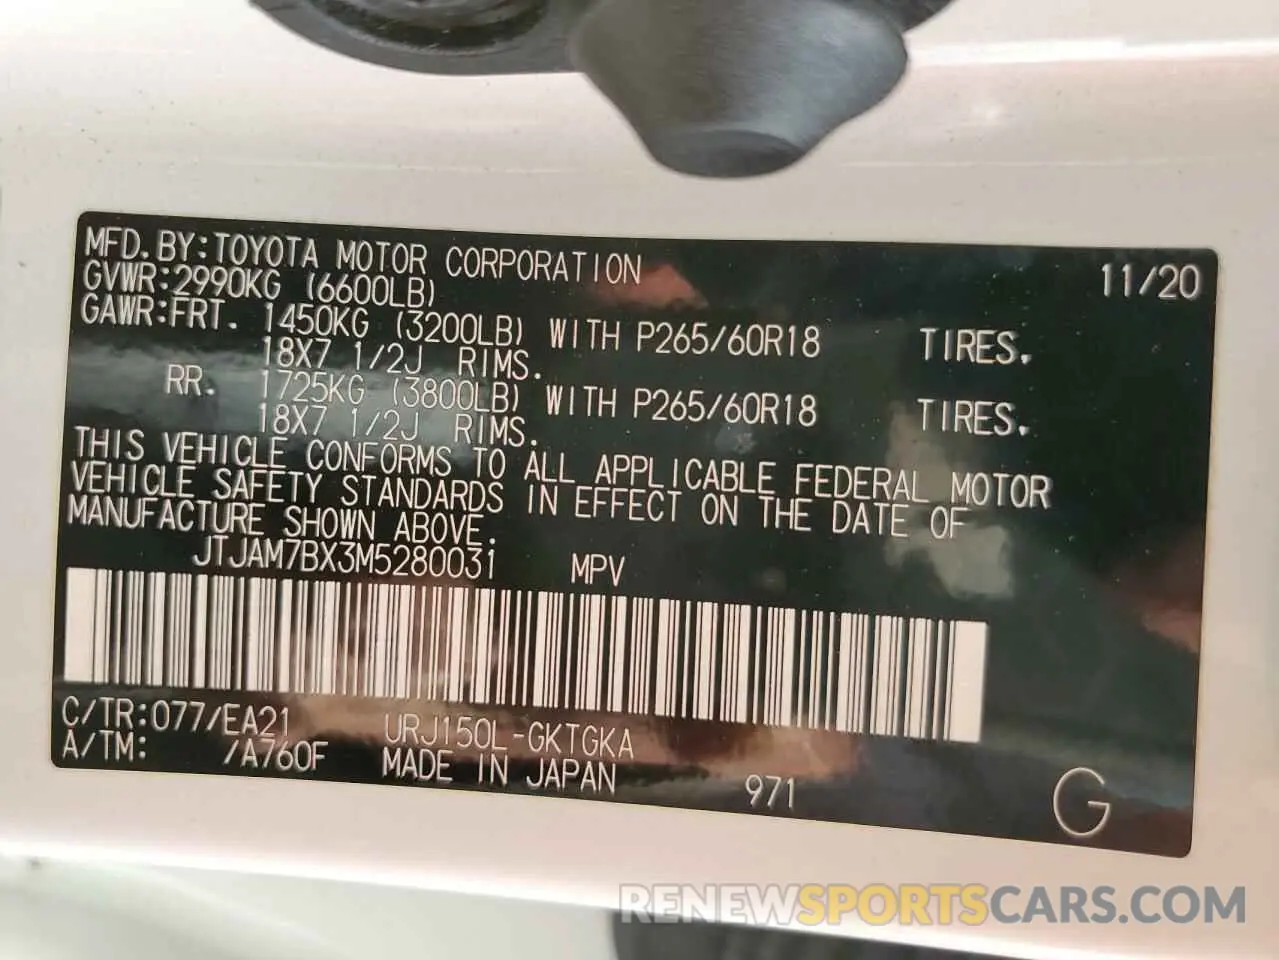 MFD.BY:TOYOTA MOTOR CORPORATION 11/20
GVWR:2990KG (6600LB)
GAWR:FRT. 1450KG (3200LB) WITH P265/60R18 TIRES.
18X7 1/2J RIMS.
RR. 1725KG (3800LB) WITH P265/60R18 TIRES.
18X7 1/2J RIMS.
THIS VEHICLE CONFORMS TO ALL APPLICABLE FEDERAL MOTOR
VEHICLE SAFETY STANDARDS IN EFFECT ON THE DATE OF
MANUFACTURE SHOWN ABOVE.
JTJAM7BX3M5280031 MPV
C/TR:077/EA21 URJ150L-GKTGKA
A/TM: /A760F MADE IN JAPAN 971 G
RENEWSPORTSCARS.COM